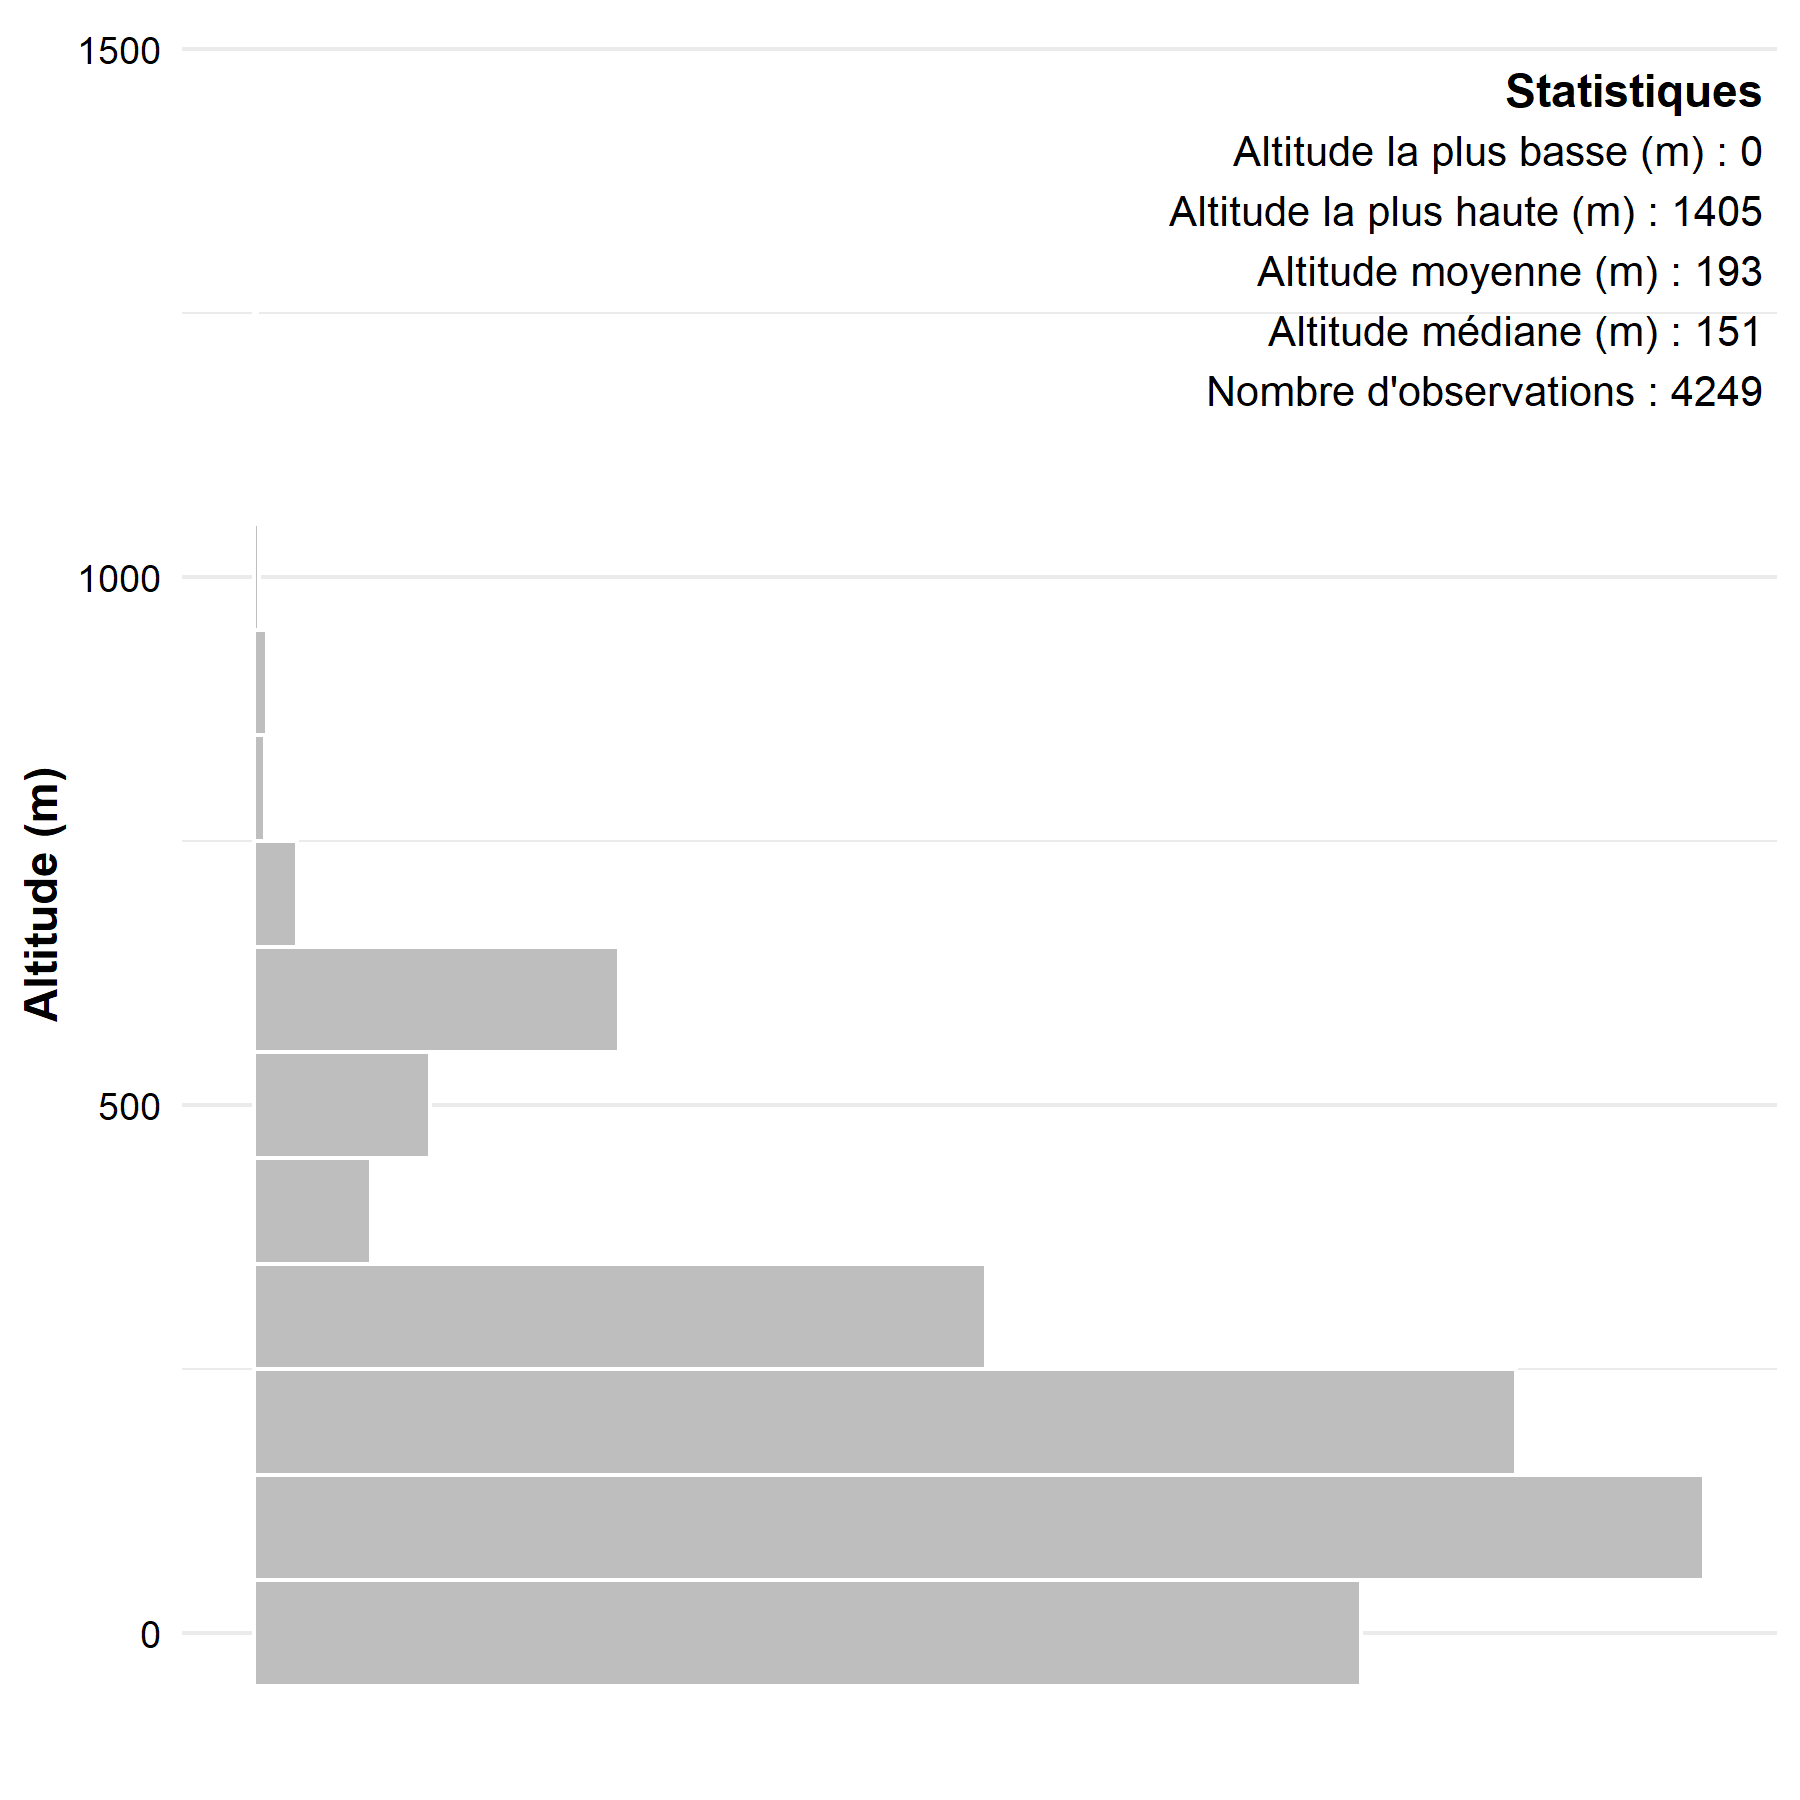 1500
Statistiques
Altitude la plus basse (m) : 0
Altitude la plus haute (m) : 1405
Altitude moyenne (m) : 193
Altitude médiane (m) : 151
Nombre d'observations : 4249
1000
Altitude (m)
500
0